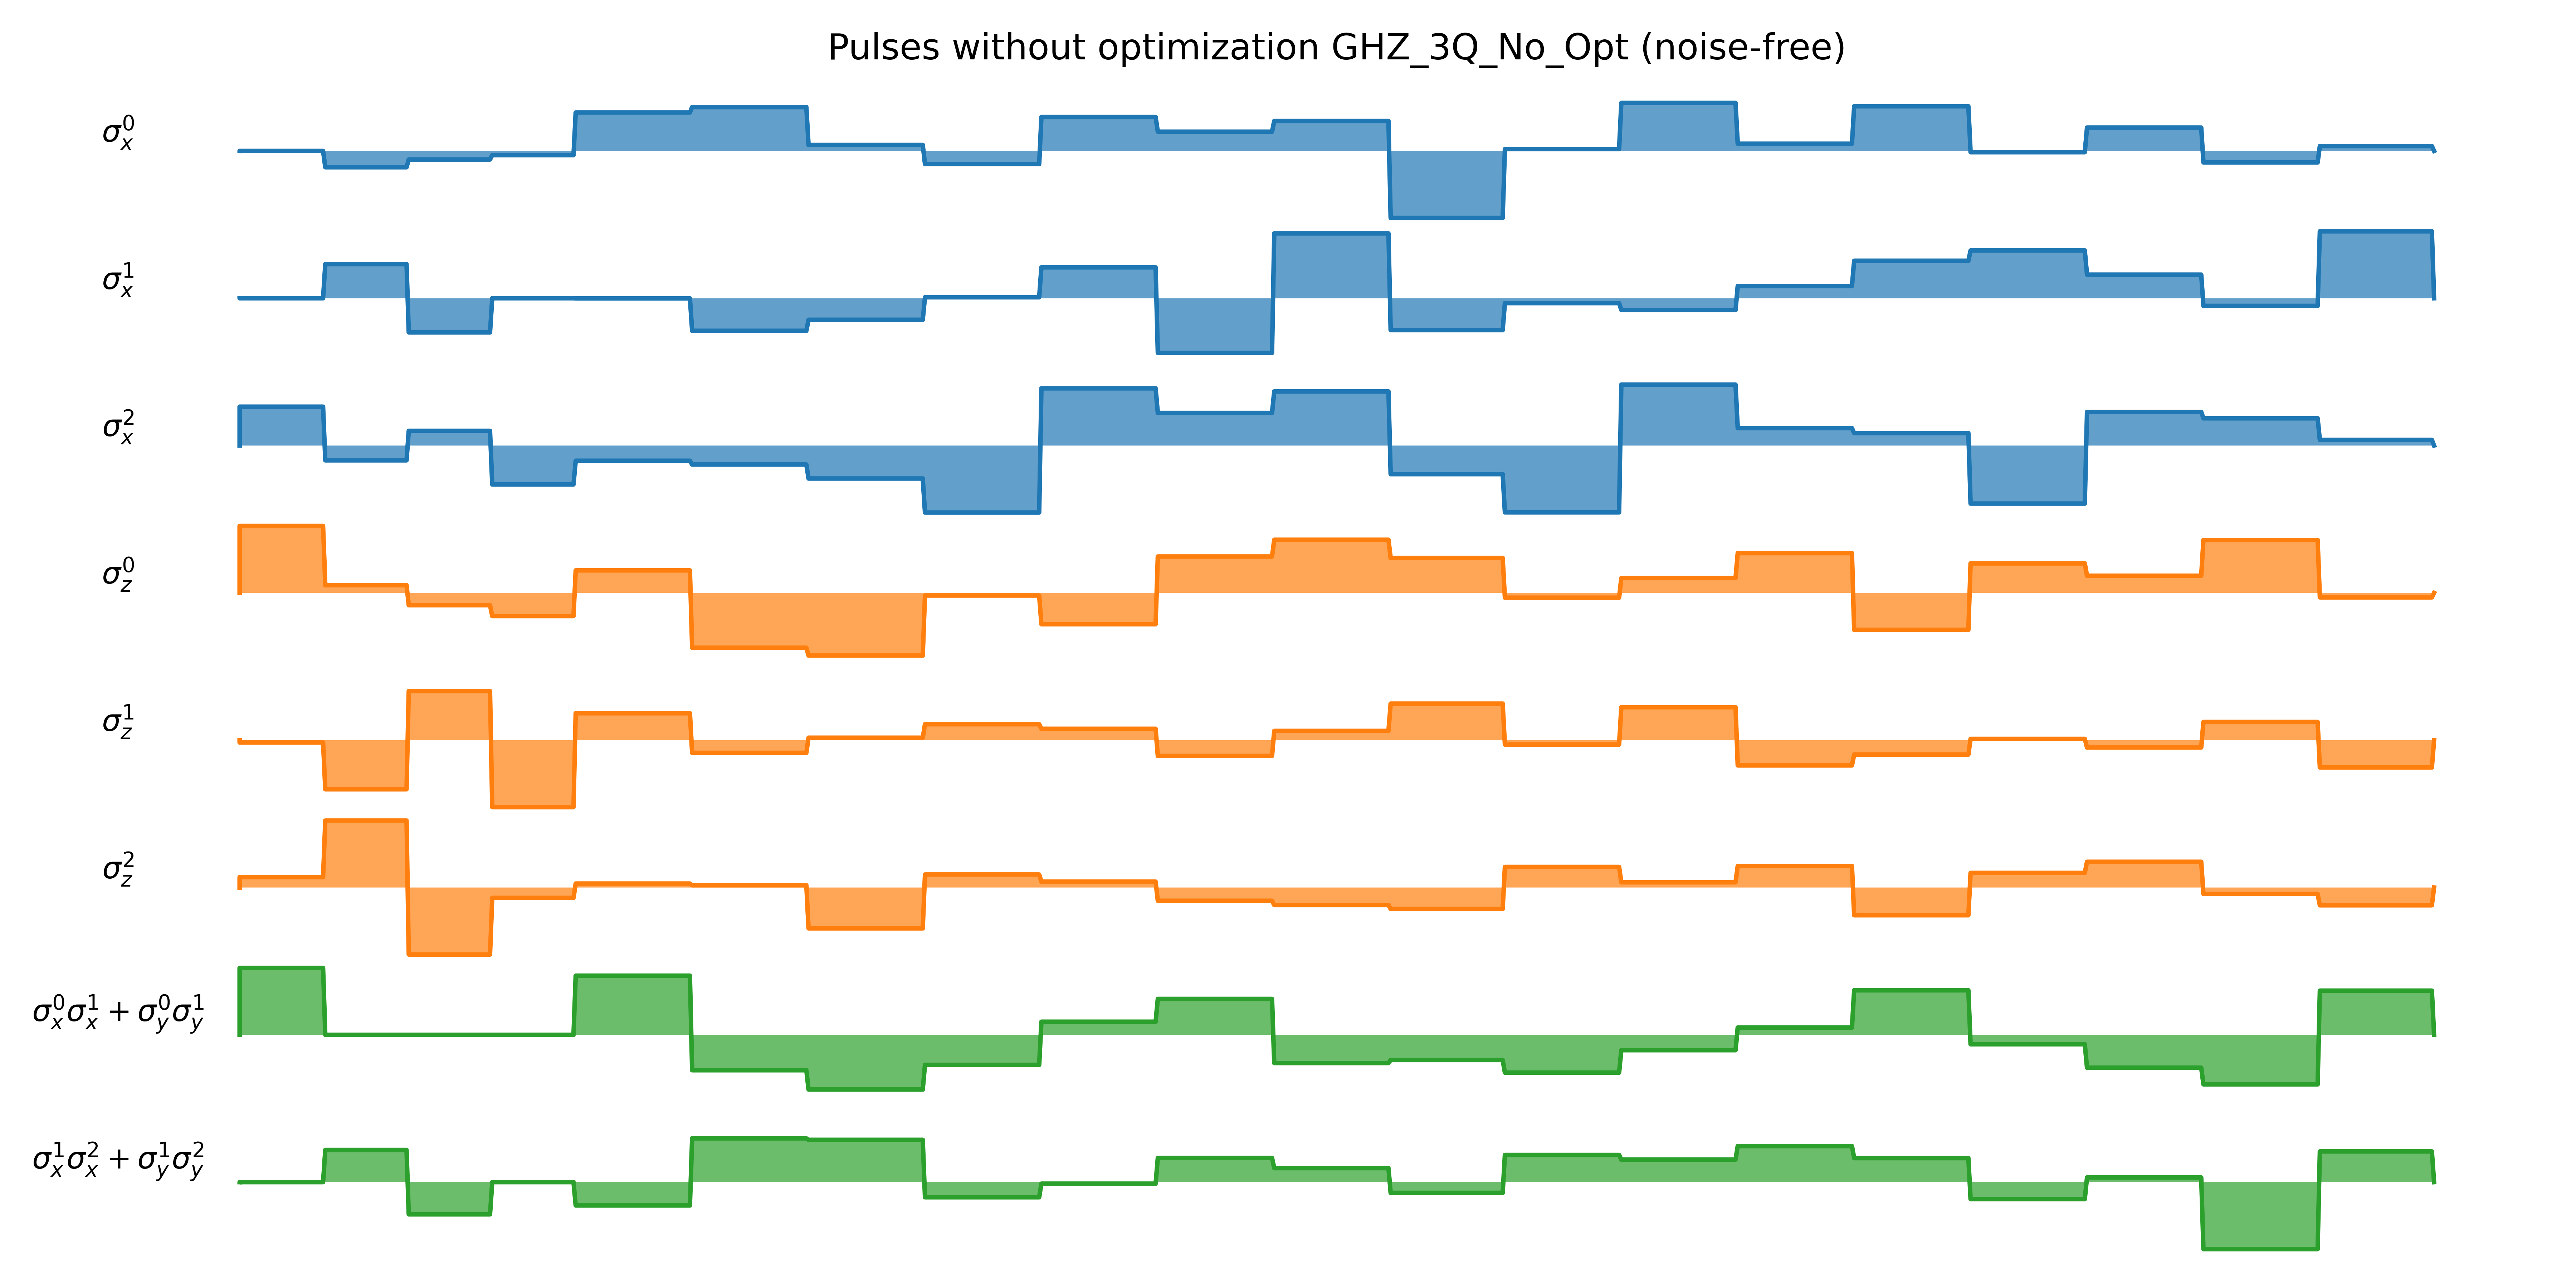 Pulses without optimization GHZ_3Q_No_Opt (noise-free)
σ_x^0
σ_x^1
σ_x^2
σ_z^0
σ_z^1
σ_z^2
σ_x^0σ_x^1 + σ_y^0σ_y^1
σ_x^1σ_x^2 + σ_y^1σ_y^2